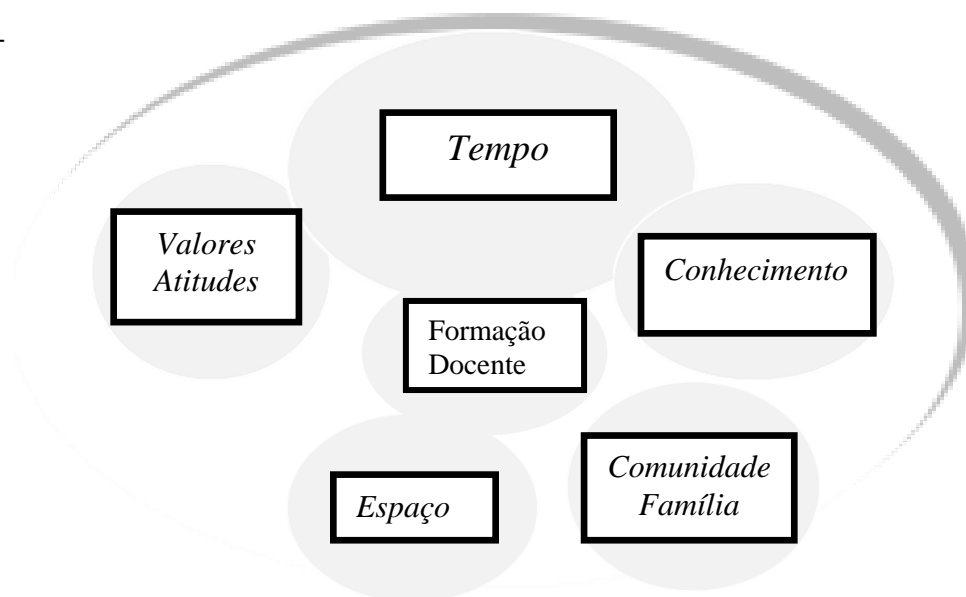 Tempo
Valores
Atitudes
Conhecimento
Formação
Docente
Comunidade
Família
Espaço